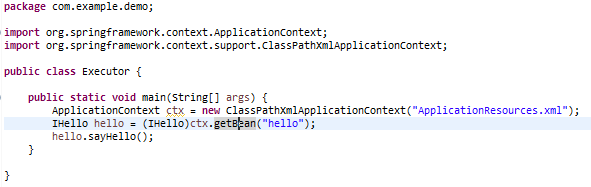 package com.example.demo;
import org.springframework.context.ApplicationContext;
import org.springframework.context.support.ClassPathXmlApplicationContext;
public class Executor {
public static void main(String[] args) {
ApplicationContext ctx = new ClassPathXmlApplicationContext("ApplicationResources.xml");
IHello hello = (IHello)ctx.getBean("hello");
hello.sayHello();
}
}